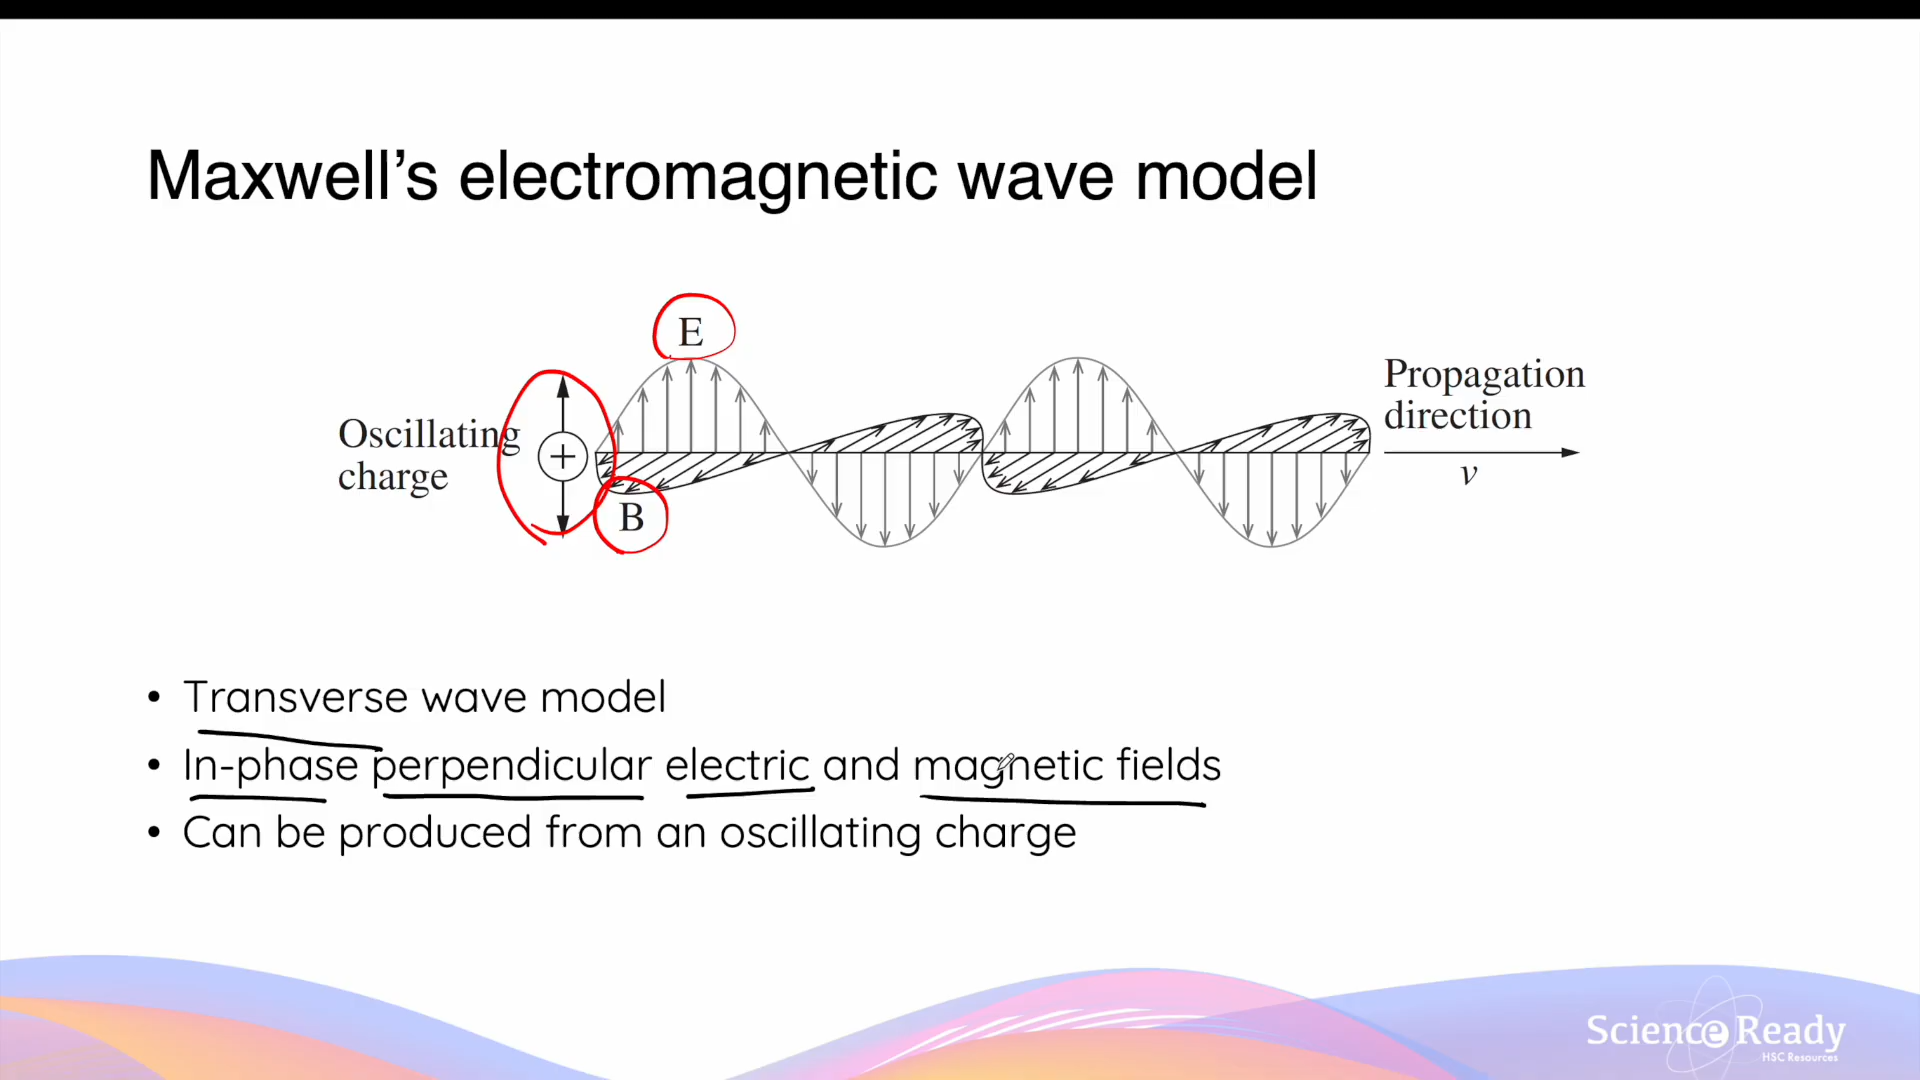 Maxwell’s electromagnetic wave model
E
Propagation
direction
Oscillating
charge
+
v
B
• Transverse wave model
• In-phase perpendicular electric and magnetic fields
• Can be produced from an oscillating charge
Science Ready
HSC Resources